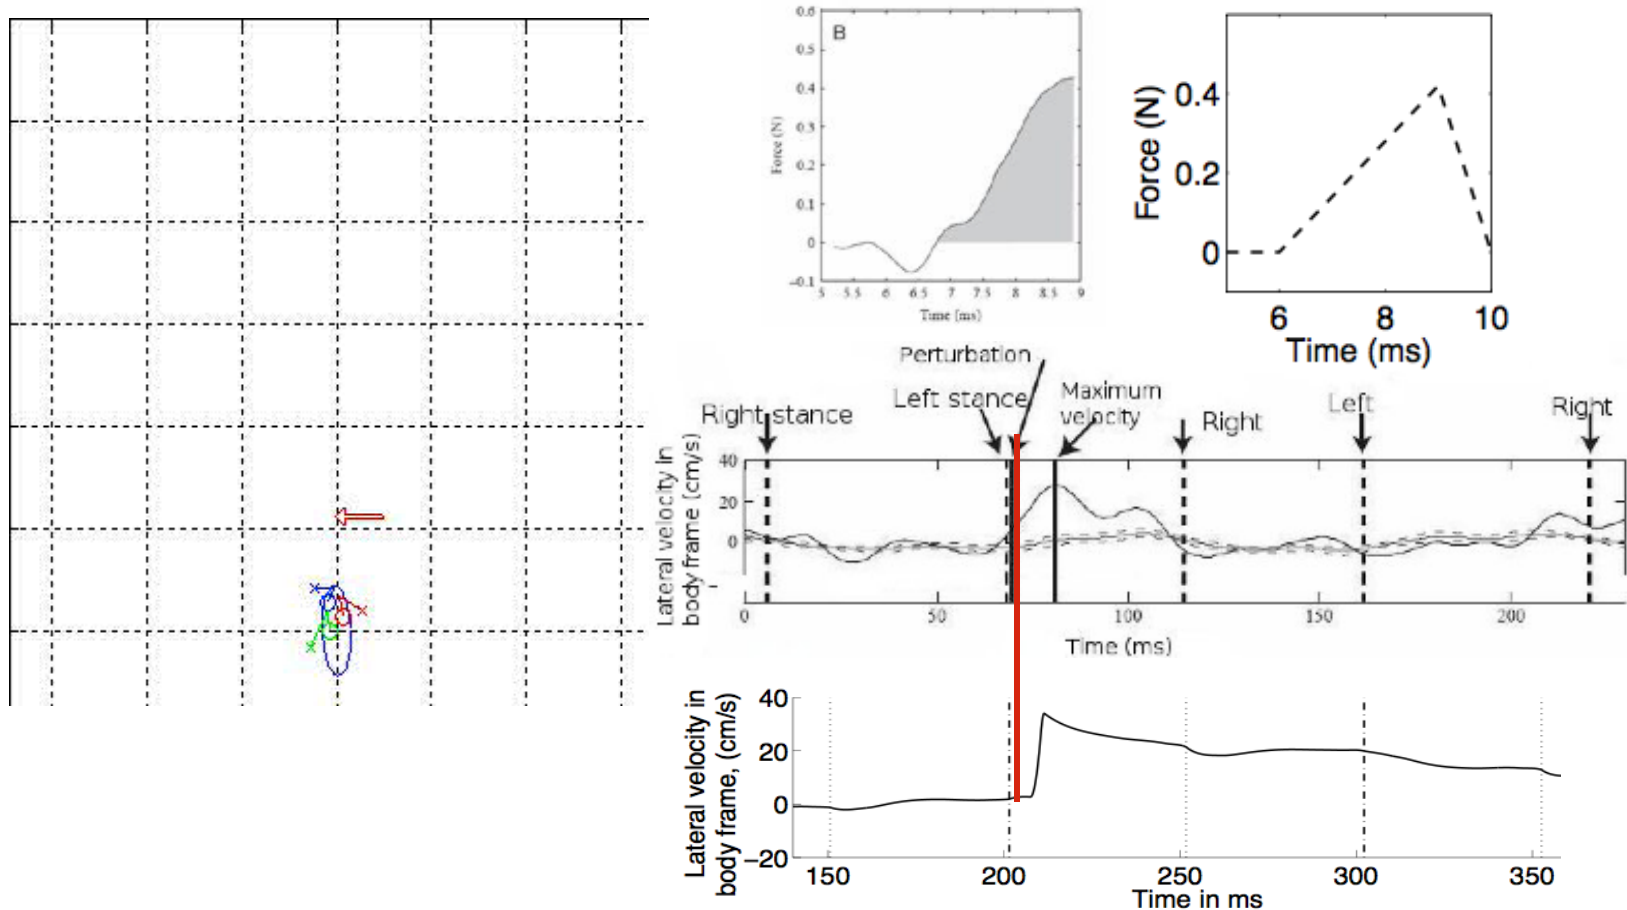 B
0.6
0.5
0.4
0.3
0.2
0.1
0
-0.1
Force (N)
5 5.5 6 6.5 7 7.5 8 8.5 9
Time (ms)
0.4
0.2
0
Force (N)
6 8 10
Time (ms)
Perturbation
Left stance
Maximum
velocity
Right stance
Right
Left
Right
Lateral velocity in
body frame (cm/s)
40
20
0
0 50 100 150 200
Time (ms)
Lateral velocity in
body frame, (cm/s)
40
20
0
−20
150 200 250 300 350
Time in ms